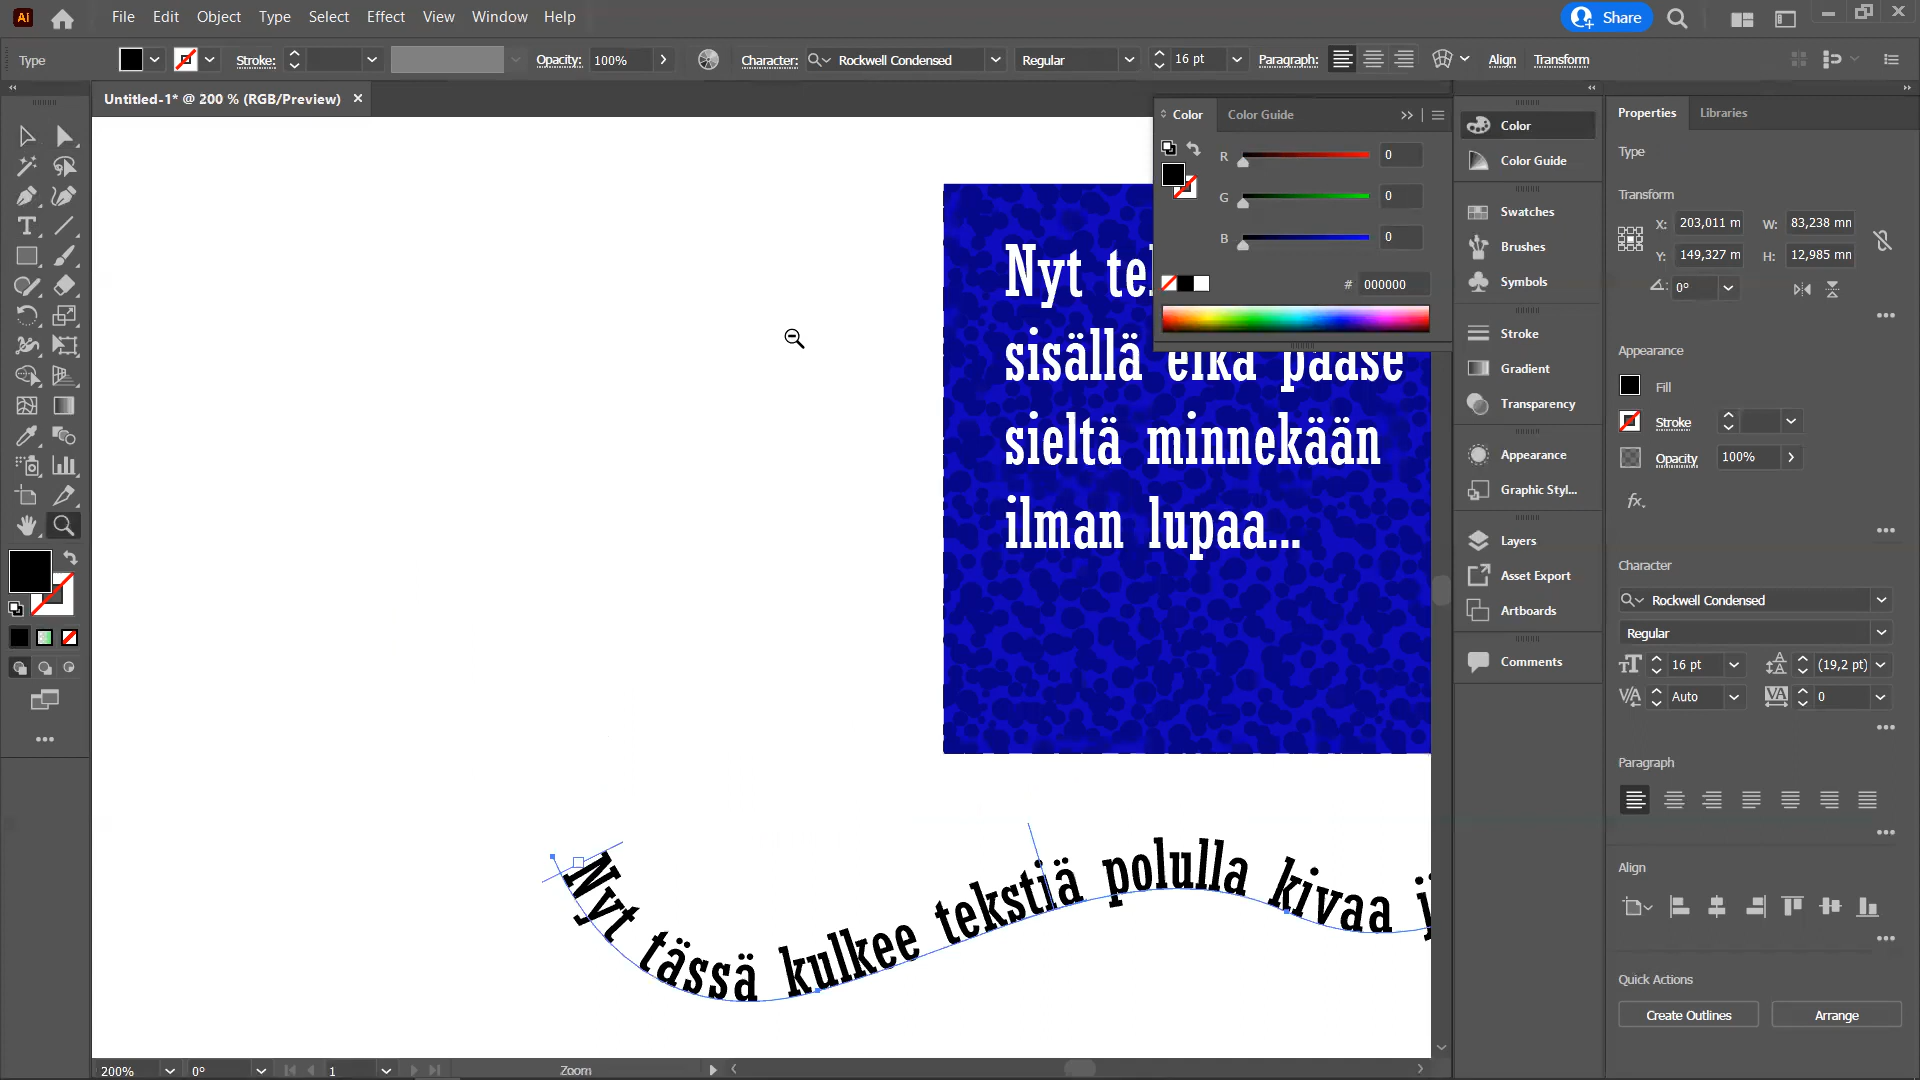 Ai File Edit Object Type Select Effect View Window Help Share
Type Stroke: Opacity: 100% Character: Rockwell Condensed Regular 16 pt Paragraph: Align Transform
Untitled-1* @ 200 % (RGB/Preview)
Color Color Guide
R 0
G 0
B 0
# 000000
Nyt
sisällä eikä pääse
sieltä minnekään
ilman lupaa...
Nyt tässä kulkee tekstiä polulla kivaa
Color
Color Guide
Swatches
Brushes
Symbols
Stroke
Gradient
Transparency
Appearance
Graphic Styl...
Layers
Asset Export
Artboards
Comments
Properties Libraries
Type
Transform
X: 203,011 m W: 83,238 mn
Y: 149,327 m H: 12,985 mn
0°
Appearance
Fill
Stroke
Opacity 100%
fx.
Character
Rockwell Condensed
Regular
16 pt (19,2 pt)
Auto 0
Paragraph
Align
Quick Actions
Create Outlines Arrange
200% 0° 1 Zoom